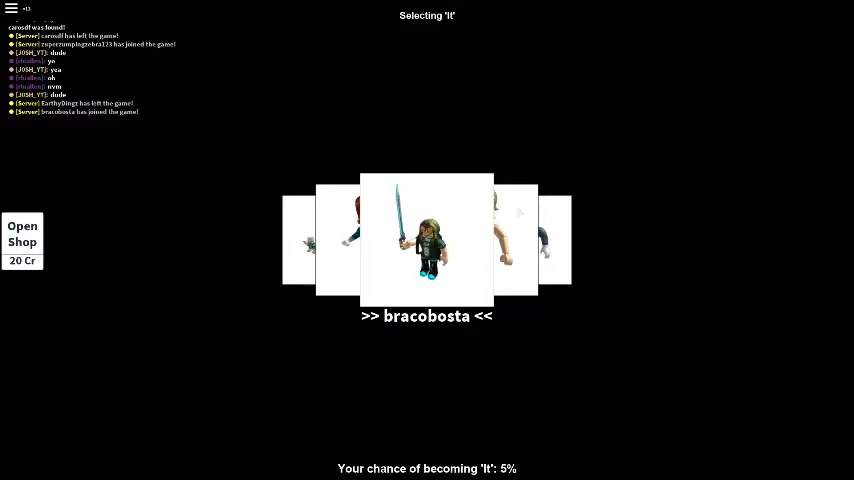 +13
Selecting 'It'
carosdf was found!
[Server] carosdf has left the game!
[Server] zuperzumpingzebra123 has joined the game!
[JOSH_YT]: dude
yo
[JOSH_YT]: yea
oh
nvm
[JOSH_YT]: dude
[Server] EarthyDingz has left the game!
[Server] bracobosta has joined the game!
Open
Shop
20 Cr
>> bracobosta <<
Your chance of becoming 'It': 5%